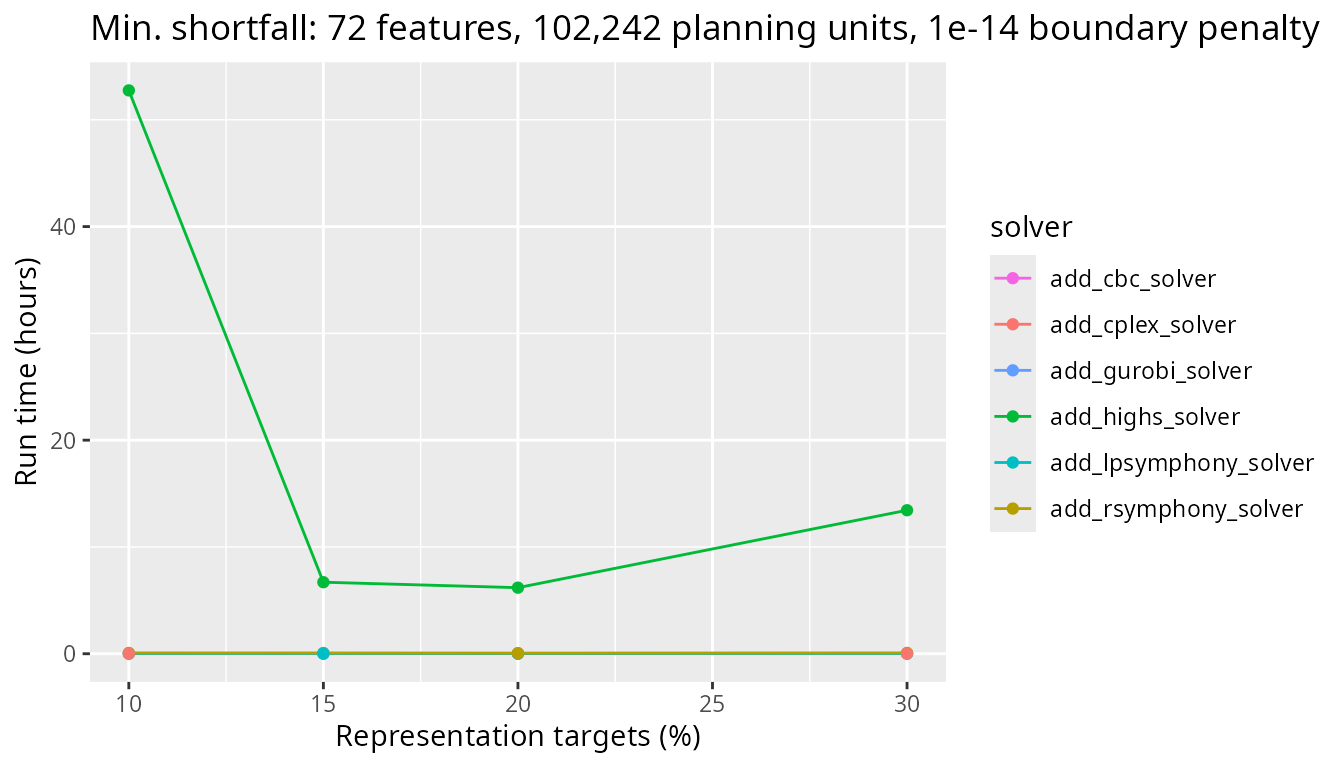 Min. shortfall: 72 features, 102,242 planning units, 1e-14 boundary penalty
Run time (hours)
40
20
0
10
15
20
25
30
Representation targets (%)
solver
add_cbc_solver
add_cplex_solver
add_gurobi_solver
add_highs_solver
add_lpsymphony_solver
add_rsymphony_solver